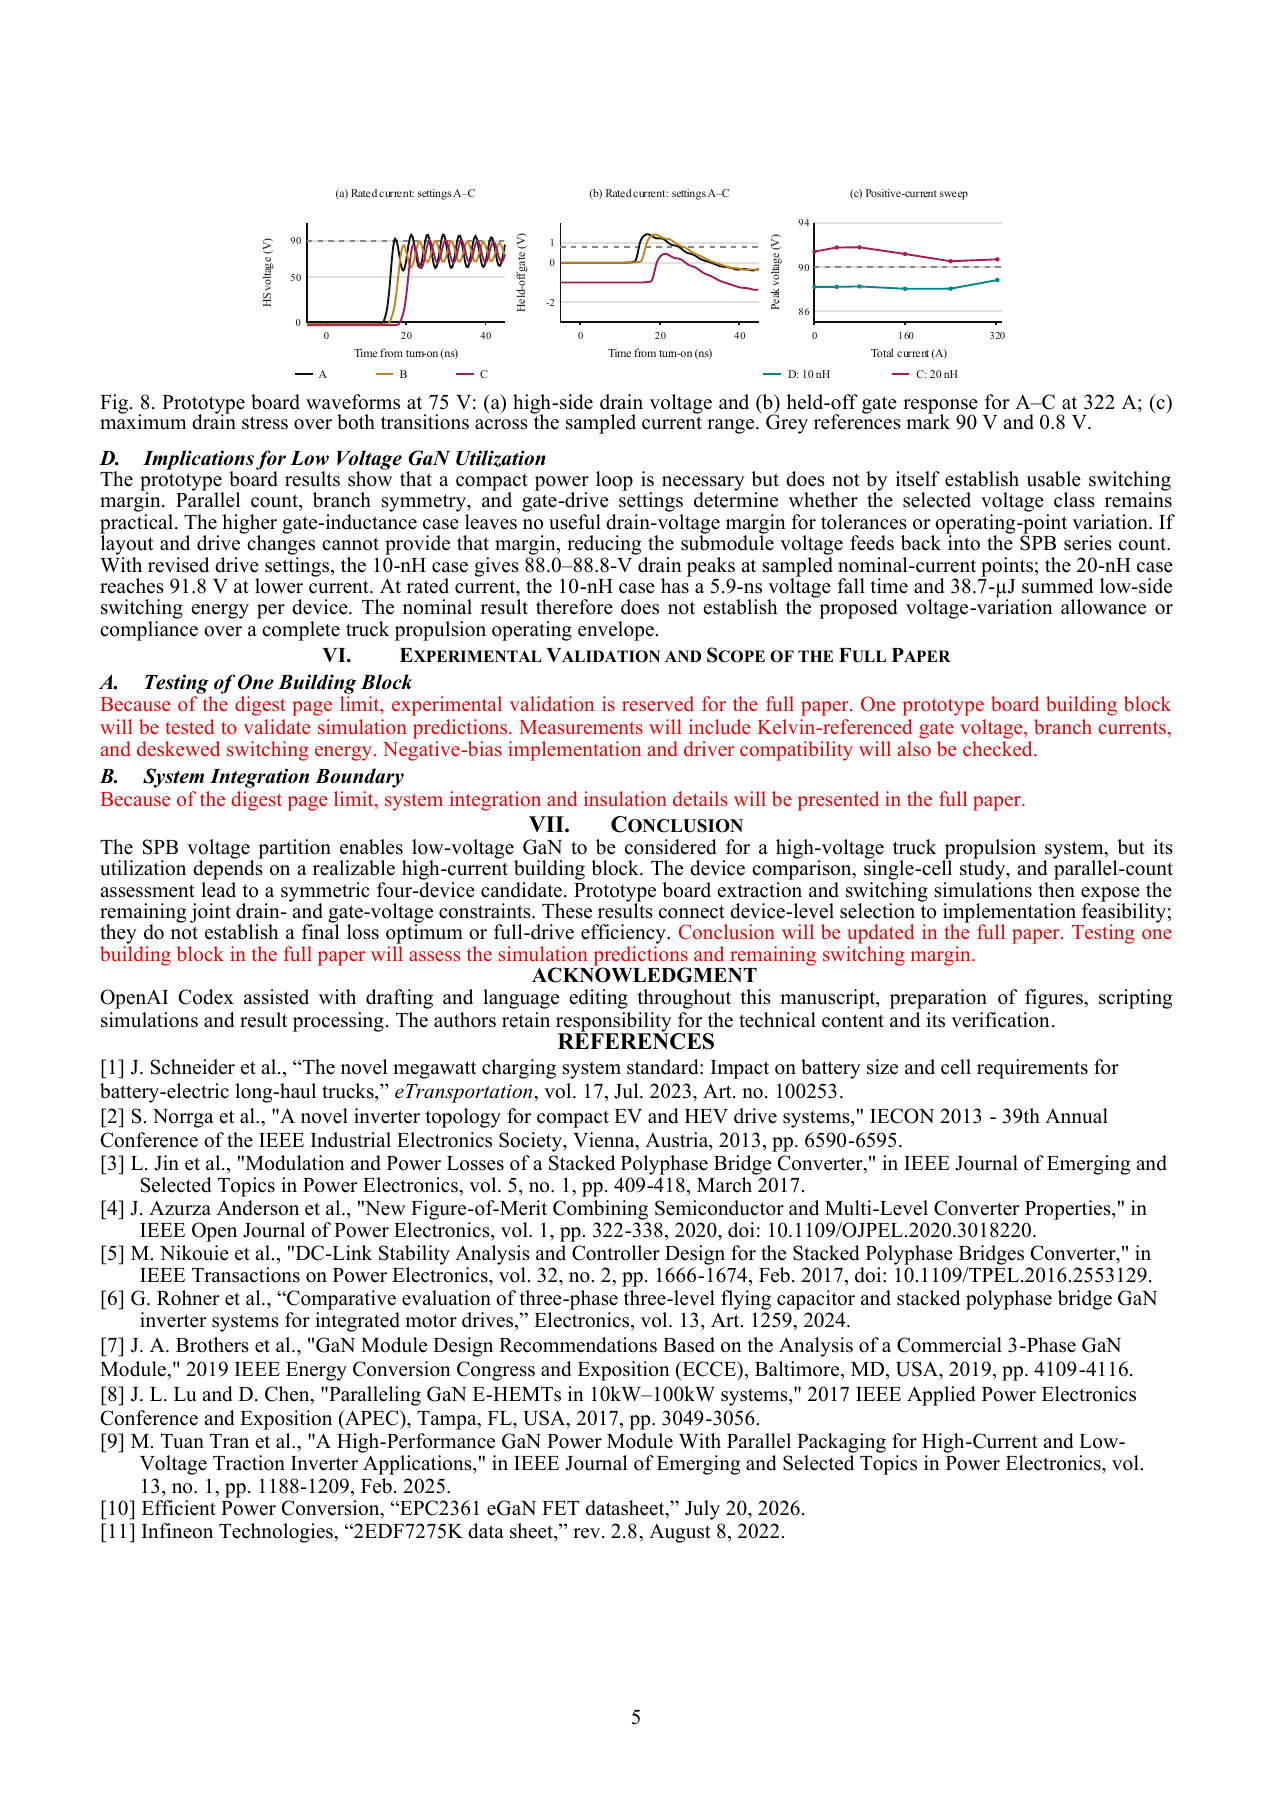 (a) Rated current: settings A–C
(b) Rated current: settings A–C
(c) Positive-current sweep
HS voltage (V)
90
50
0
0
20
40
Time from turn-on (ns)
A
B
C
Held-off gate (V)
1
0
-2
0
20
40
Time from turn-on (ns)
Peak voltage (V)
94
90
86
0
160
320
Total current (A)
D: 10 nH
C: 20 nH
Fig. 8. Prototype board waveforms at 75 V: (a) high-side drain voltage and (b) held-off gate response for A–C at 322 A; (c)
maximum drain stress over both transitions across the sampled current range. Grey references mark 90 V and 0.8 V.
D. Implications for Low Voltage GaN Utilization
The prototype board results show that a compact power loop is necessary but does not by itself establish usable switching
margin. Parallel count, branch symmetry, and gate-drive settings determine whether the selected voltage class remains
practical. The higher gate-inductance case leaves no useful drain-voltage margin for tolerances or operating-point variation. If
layout and drive changes cannot provide that margin, reducing the submodule voltage feeds back into the SPB series count.
With revised drive settings, the 10-nH case gives 88.0–88.8-V drain peaks at sampled nominal-current points; the 20-nH case
reaches 91.8 V at lower current. At rated current, the 10-nH case has a 5.9-ns voltage fall time and 38.7-μJ summed low-side
switching energy per device. The nominal result therefore does not establish the proposed voltage-variation allowance or
compliance over a complete truck propulsion operating envelope.
VI. EXPERIMENTAL VALIDATION AND SCOPE OF THE FULL PAPER
A. Testing of One Building Block
Because of the digest page limit, experimental validation is reserved for the full paper. One prototype board building block
will be tested to validate simulation predictions. Measurements will include Kelvin-referenced gate voltage, branch currents,
and deskewed switching energy. Negative-bias implementation and driver compatibility will also be checked.
B. System Integration Boundary
Because of the digest page limit, system integration and insulation details will be presented in the full paper.
VII. CONCLUSION
The SPB voltage partition enables low-voltage GaN to be considered for a high-voltage truck propulsion system, but its
utilization depends on a realizable high-current building block. The device comparison, single-cell study, and parallel-count
assessment lead to a symmetric four-device candidate. Prototype board extraction and switching simulations then expose the
remaining joint drain- and gate-voltage constraints. These results connect device-level selection to implementation feasibility;
they do not establish a final loss optimum or full-drive efficiency. Conclusion will be updated in the full paper. Testing one
building block in the full paper will assess the simulation predictions and remaining switching margin.
ACKNOWLEDGMENT
OpenAI Codex assisted with drafting and language editing throughout this manuscript, preparation of figures, scripting
simulations and result processing. The authors retain responsibility for the technical content and its verification.
REFERENCES
[1] J. Schneider et al., “The novel megawatt charging system standard: Impact on battery size and cell requirements for
battery-electric long-haul trucks,” eTransportation, vol. 17, Jul. 2023, Art. no. 100253.
[2] S. Norrga et al., "A novel inverter topology for compact EV and HEV drive systems," IECON 2013 - 39th Annual
Conference of the IEEE Industrial Electronics Society, Vienna, Austria, 2013, pp. 6590-6595.
[3] L. Jin et al., "Modulation and Power Losses of a Stacked Polyphase Bridge Converter," in IEEE Journal of Emerging and
Selected Topics in Power Electronics, vol. 5, no. 1, pp. 409-418, March 2017.
[4] J. Azurza Anderson et al., "New Figure-of-Merit Combining Semiconductor and Multi-Level Converter Properties," in
IEEE Open Journal of Power Electronics, vol. 1, pp. 322-338, 2020, doi: 10.1109/OJPEL.2020.3018220.
[5] M. Nikouie et al., "DC-Link Stability Analysis and Controller Design for the Stacked Polyphase Bridges Converter," in
IEEE Transactions on Power Electronics, vol. 32, no. 2, pp. 1666-1674, Feb. 2017, doi: 10.1109/TPEL.2016.2553129.
[6] G. Rohner et al., “Comparative evaluation of three-phase three-level flying capacitor and stacked polyphase bridge GaN
inverter systems for integrated motor drives,” Electronics, vol. 13, Art. 1259, 2024.
[7] J. A. Brothers et al., "GaN Module Design Recommendations Based on the Analysis of a Commercial 3-Phase GaN
Module," 2019 IEEE Energy Conversion Congress and Exposition (ECCE), Baltimore, MD, USA, 2019, pp. 4109-4116.
[8] J. L. Lu and D. Chen, "Paralleling GaN E-HEMTs in 10kW–100kW systems," 2017 IEEE Applied Power Electronics
Conference and Exposition (APEC), Tampa, FL, USA, 2017, pp. 3049-3056.
[9] M. Tuan Tran et al., "A High-Performance GaN Power Module With Parallel Packaging for High-Current and Low-
Voltage Traction Inverter Applications," in IEEE Journal of Emerging and Selected Topics in Power Electronics, vol.
13, no. 1, pp. 1188-1209, Feb. 2025.
[10] Efficient Power Conversion, “EPC2361 eGaN FET datasheet,” July 20, 2026.
[11] Infineon Technologies, “2EDF7275K data sheet,” rev. 2.8, August 8, 2022.
5